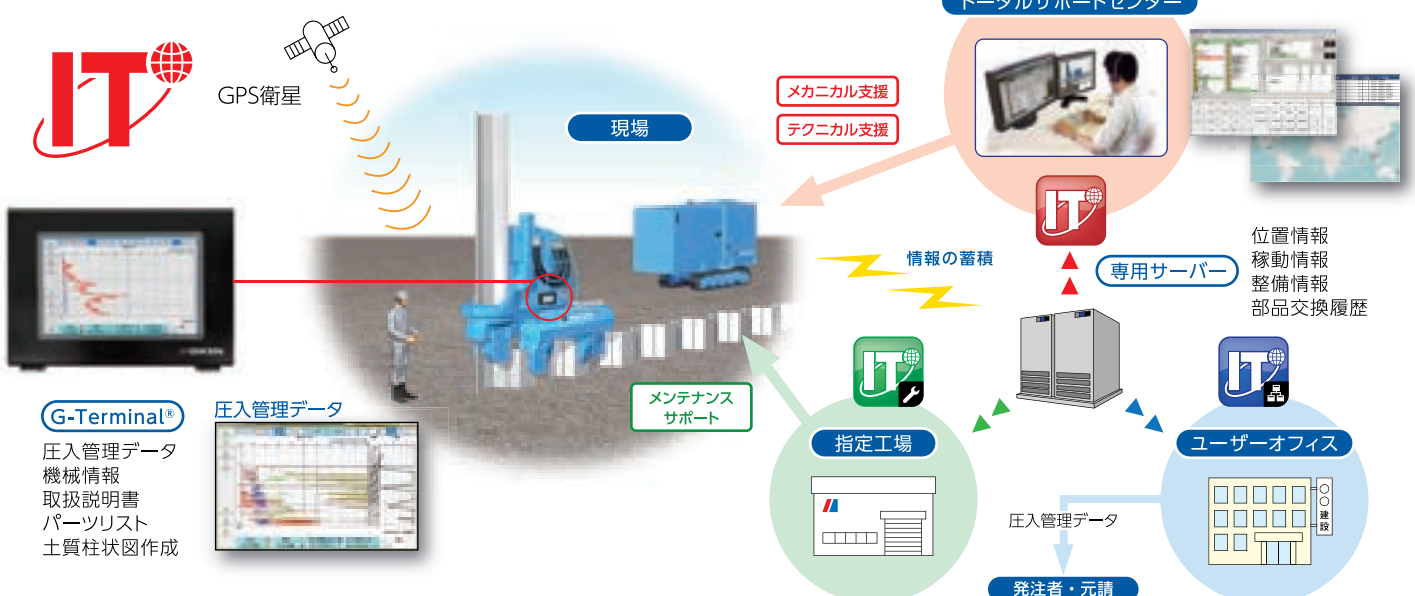 トータルサポートセンター
IT
GPS衛星
現場
メカニカル支援
テクニカル支援
IT
情報の蓄積
専用サーバー
位置情報
稼動情報
整備情報
部品交換履歴
G-Terminal®
圧入管理データ
機械情報
取扱説明書
パーツリスト
土質柱状図作成
圧入管理データ
メンテナンス
サポート
IT
指定工場
IT
ユーザーオフィス
○○建設
圧入管理データ
発注者・元請